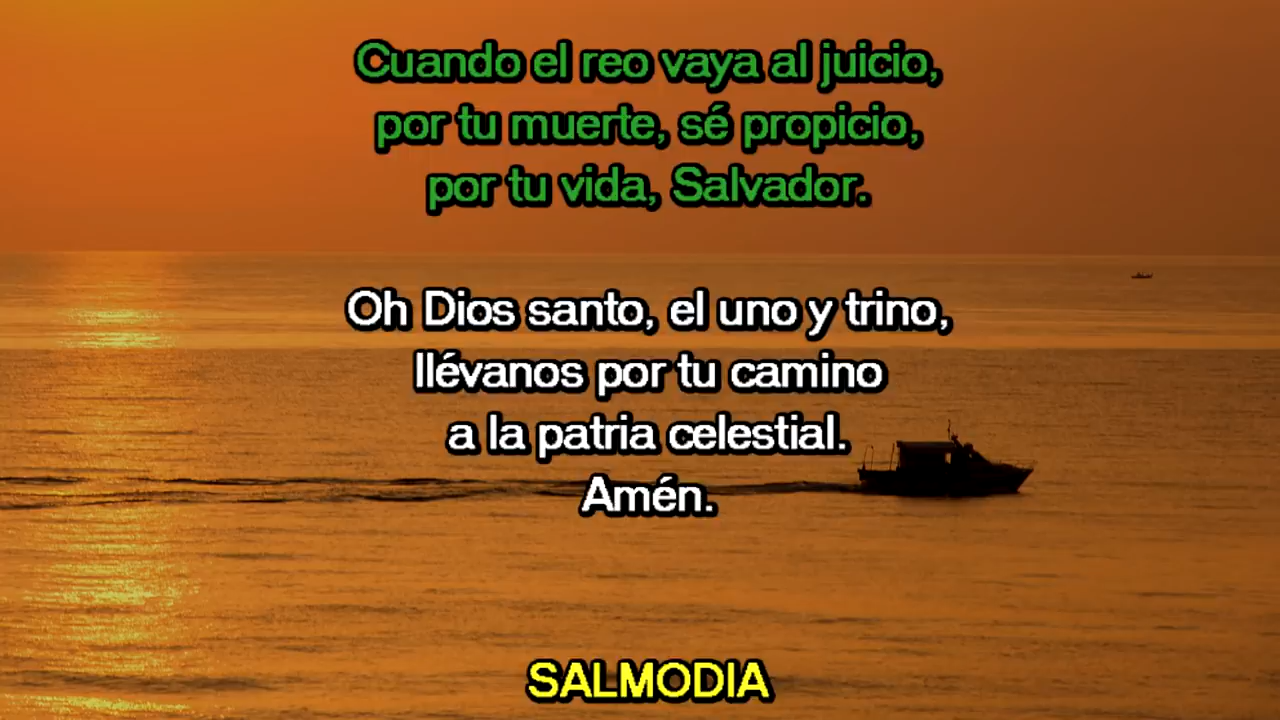 Cuando el reo vaya al juicio,
por tu muerte, sé propicio,
por tu vida, Salvador.
Oh Dios santo, el uno y trino,
llévanos por tu camino
a la patria celestial.
Amén.
SALMODIA